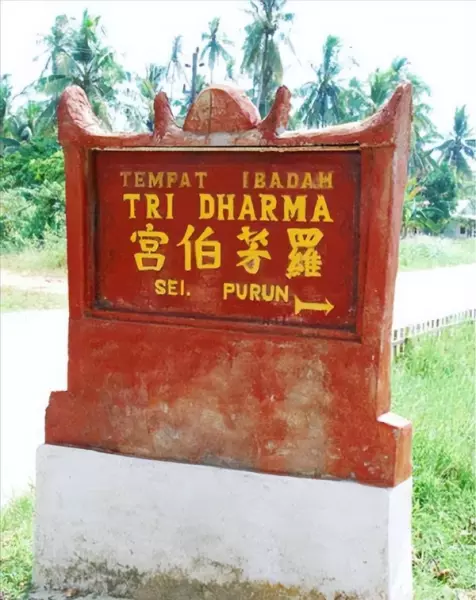 TEMPAT IBADAH
TRI DHARMA
羅芳伯宮
SEI. PURUN